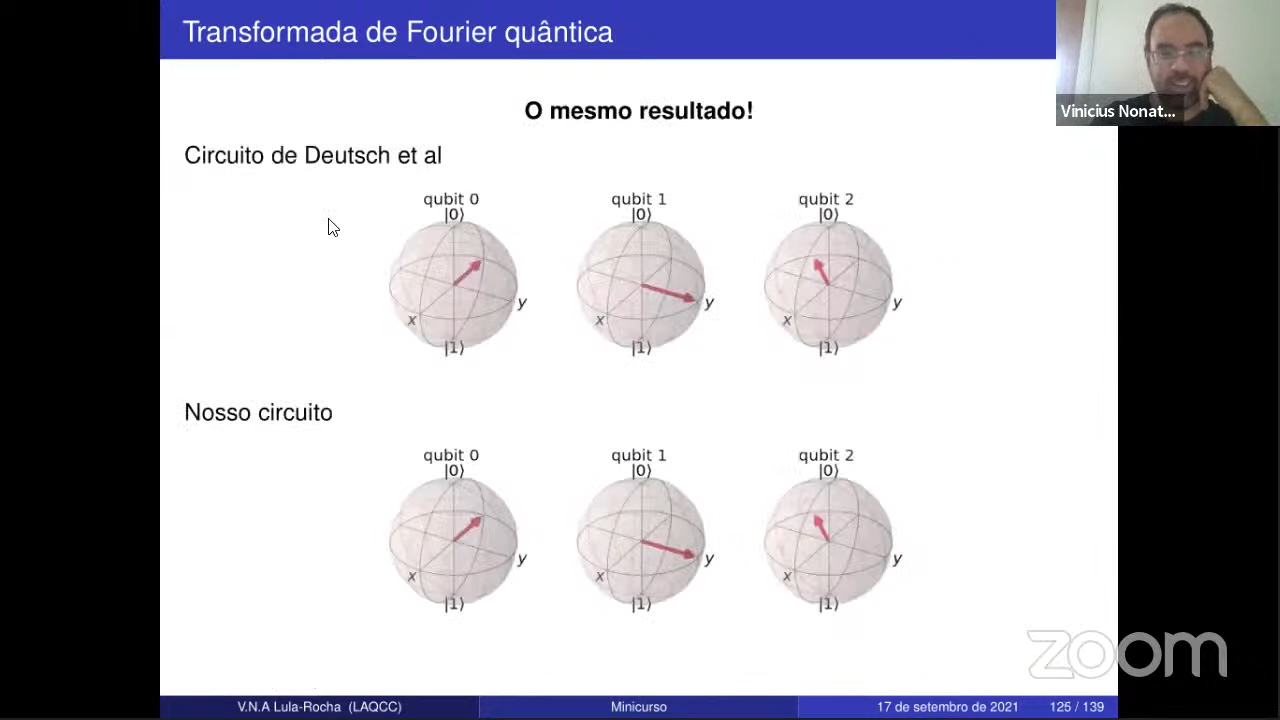 Transformada de Fourier quântica
Vinicius Nonat...
O mesmo resultado!
Circuito de Deutsch et al
qubit 0 qubit 1 qubit 2
|0⟩ |0⟩ |0⟩
y y y
x x x
|1⟩ |1⟩ |1⟩
Nosso circuito
qubit 0 qubit 1 qubit 2
|0⟩ |0⟩ |0⟩
y y y
x x x
|1⟩ |1⟩ |1⟩
zoom
V.N.A Lula-Rocha (LAQCC) Minicurso 17 de setembro de 2021 125 / 139